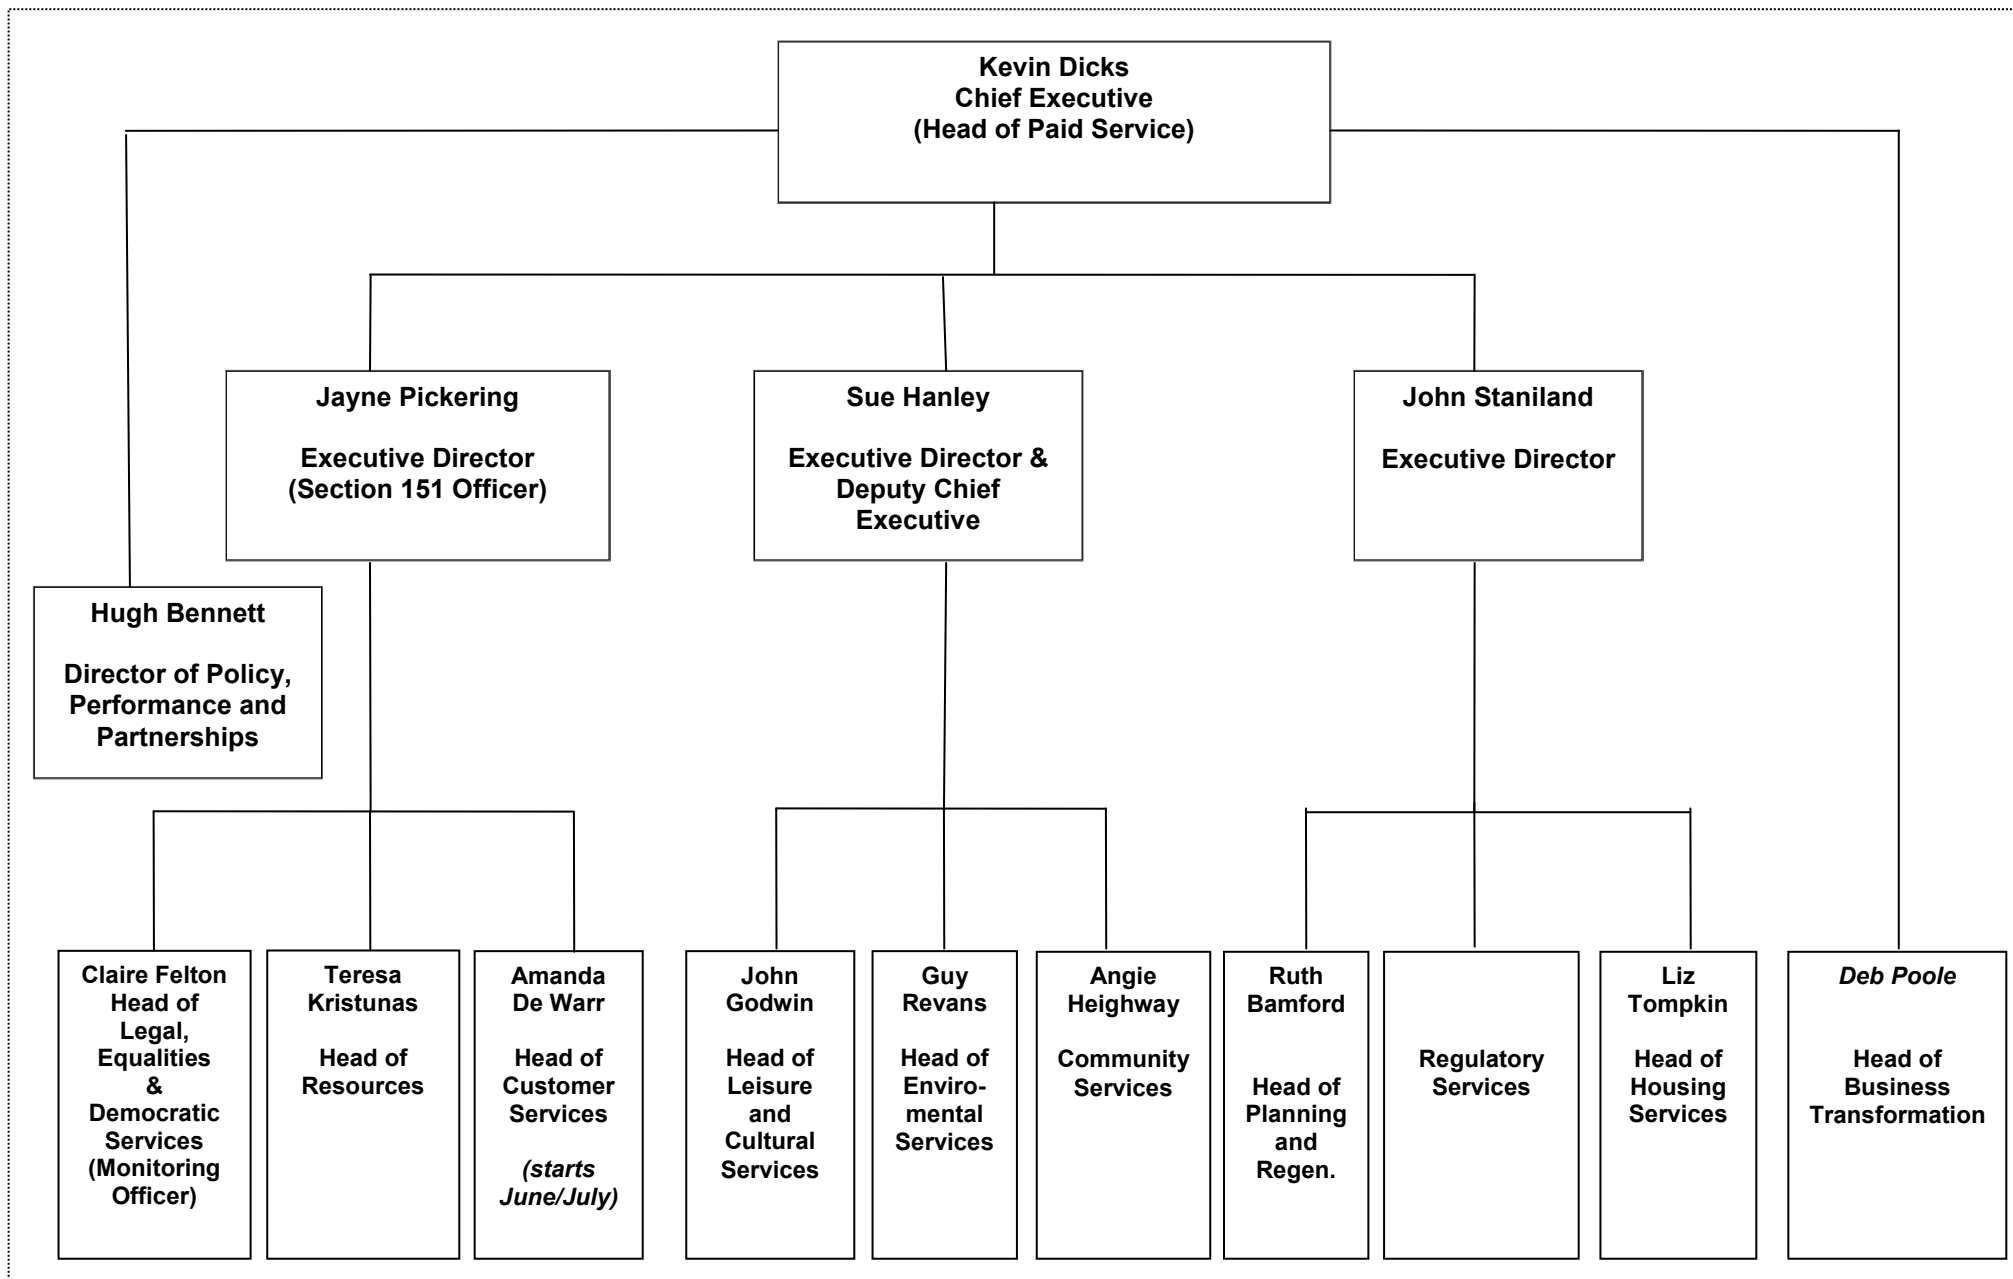 Kevin Dicks
Chief Executive
(Head of Paid Service)
Jayne Pickering
Executive Director
(Section 151 Officer)
Sue Hanley
Executive Director &
Deputy Chief
Executive
John Staniland
Executive Director
Hugh Bennett
Director of Policy,
Performance and
Partnerships
Claire Felton
Head of
Legal,
Equalities
&
Democratic
Services
(Monitoring
Officer)
Teresa
Kristunas
Head of
Resources
Amanda
De Warr
Head of
Customer
Services
(starts
June/July)
John
Godwin
Head of
Leisure
and
Cultural
Services
Guy
Revans
Head of
Enviro-
mental
Services
Angie
Heighway
Community
Services
Ruth
Bamford
Head of
Planning
and
Regen.
Regulatory
Services
Liz
Tompkin
Head of
Housing
Services
Deb Poole
Head of
Business
Transformation